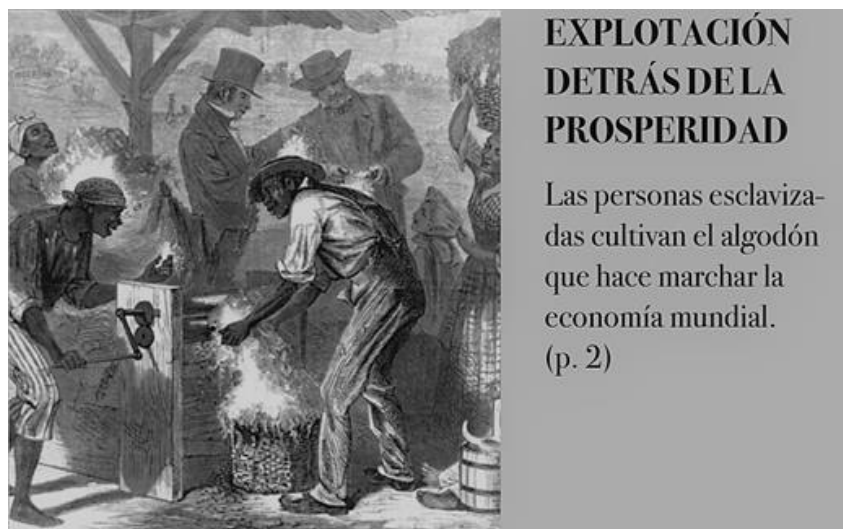 EXPLOTACIÓN
DETRÁS DE LA
PROSPERIDAD
Las personas esclaviza-
das cultivan el algodón
que hace marchar la
economía mundial.
(p. 2)